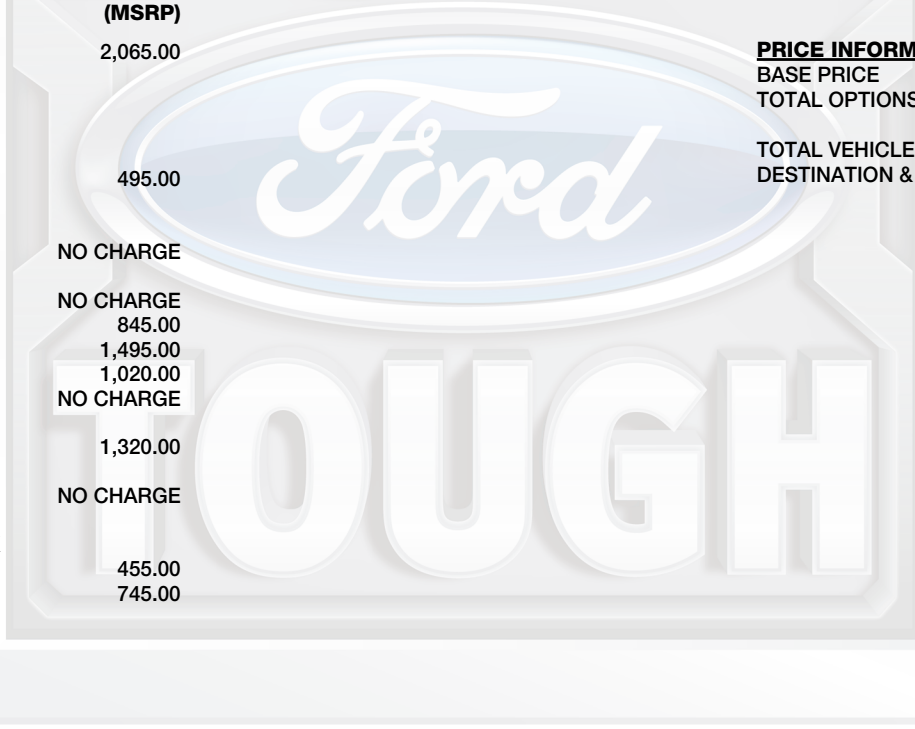 (MSRP)
2,065.00
495.00
NO CHARGE
NO CHARGE
845.00
1,495.00
1,020.00
NO CHARGE
1,320.00
NO CHARGE
455.00
745.00
PRICE INFORM
BASE PRICE
TOTAL OPTIONS
TOTAL VEHICLE
DESTINATION &
Ford
TOUGH